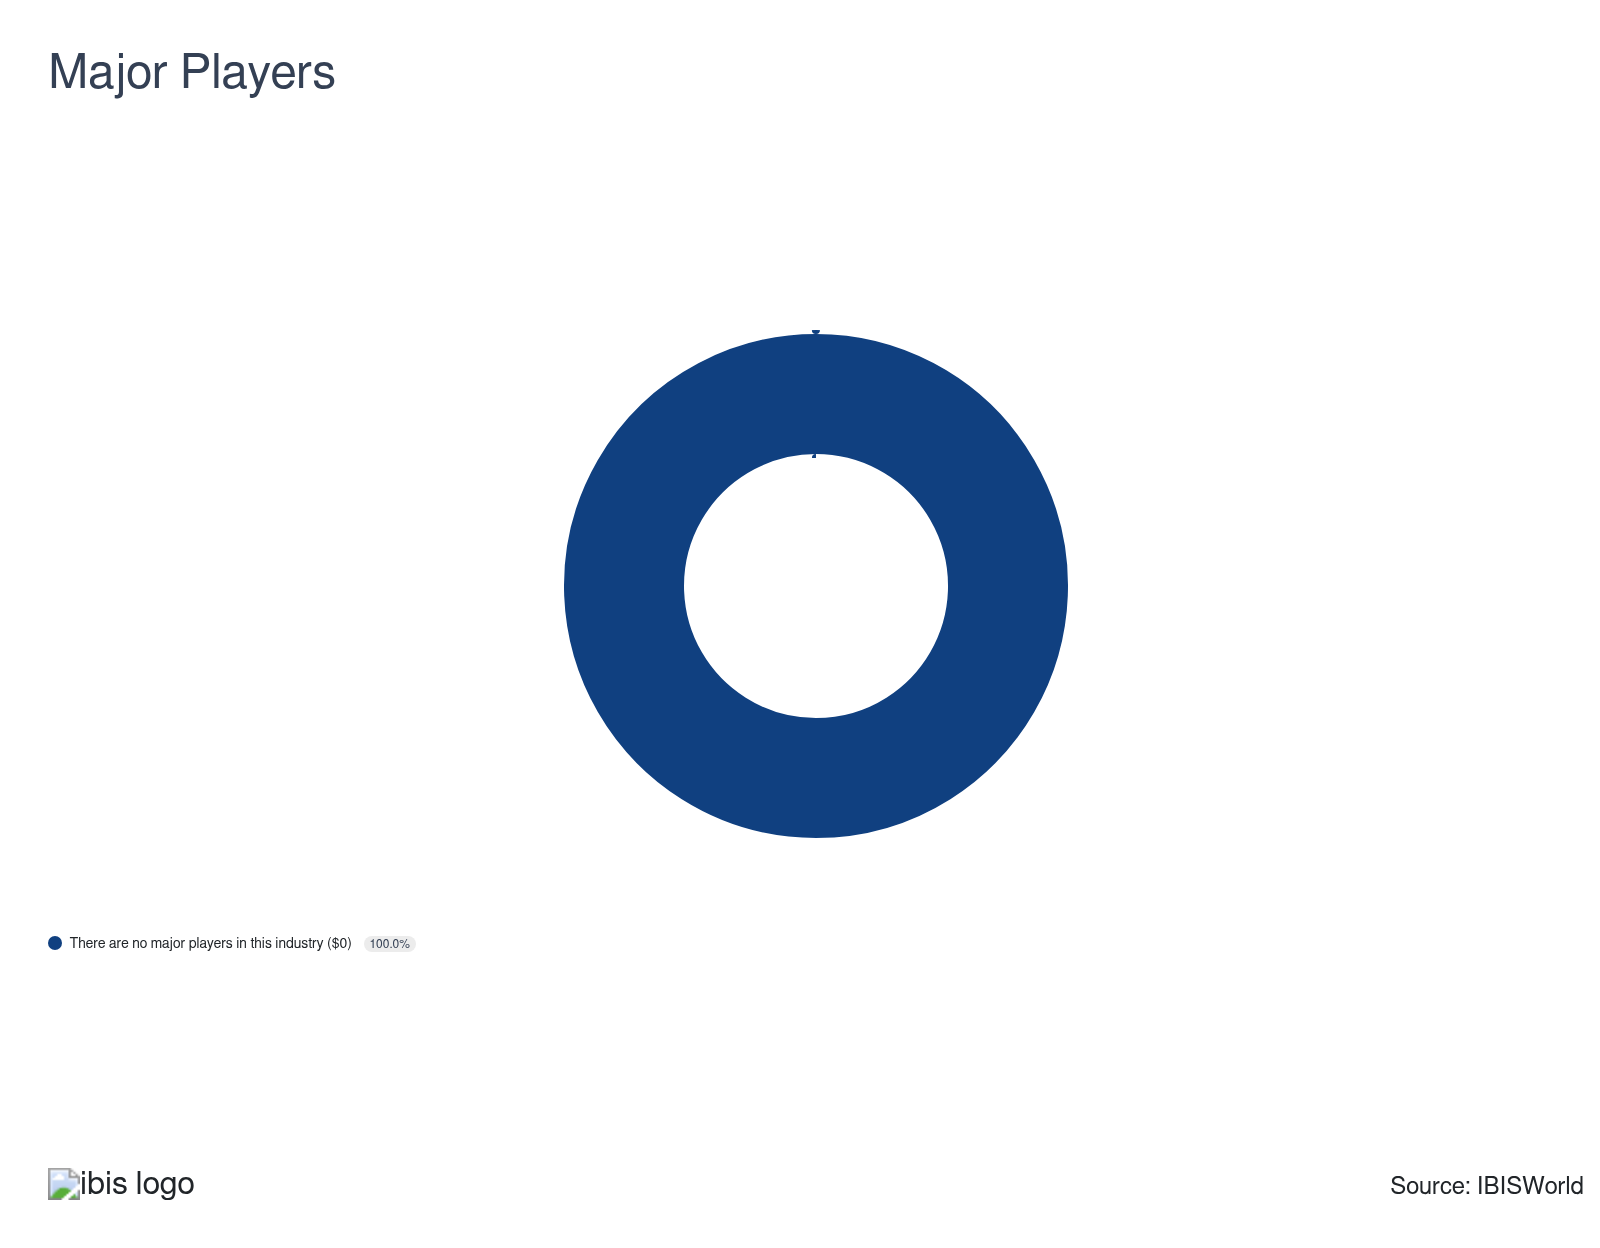 Major Players
There are no major players in this industry ($0) 100.0%
ibis logo
Source: IBISWorld